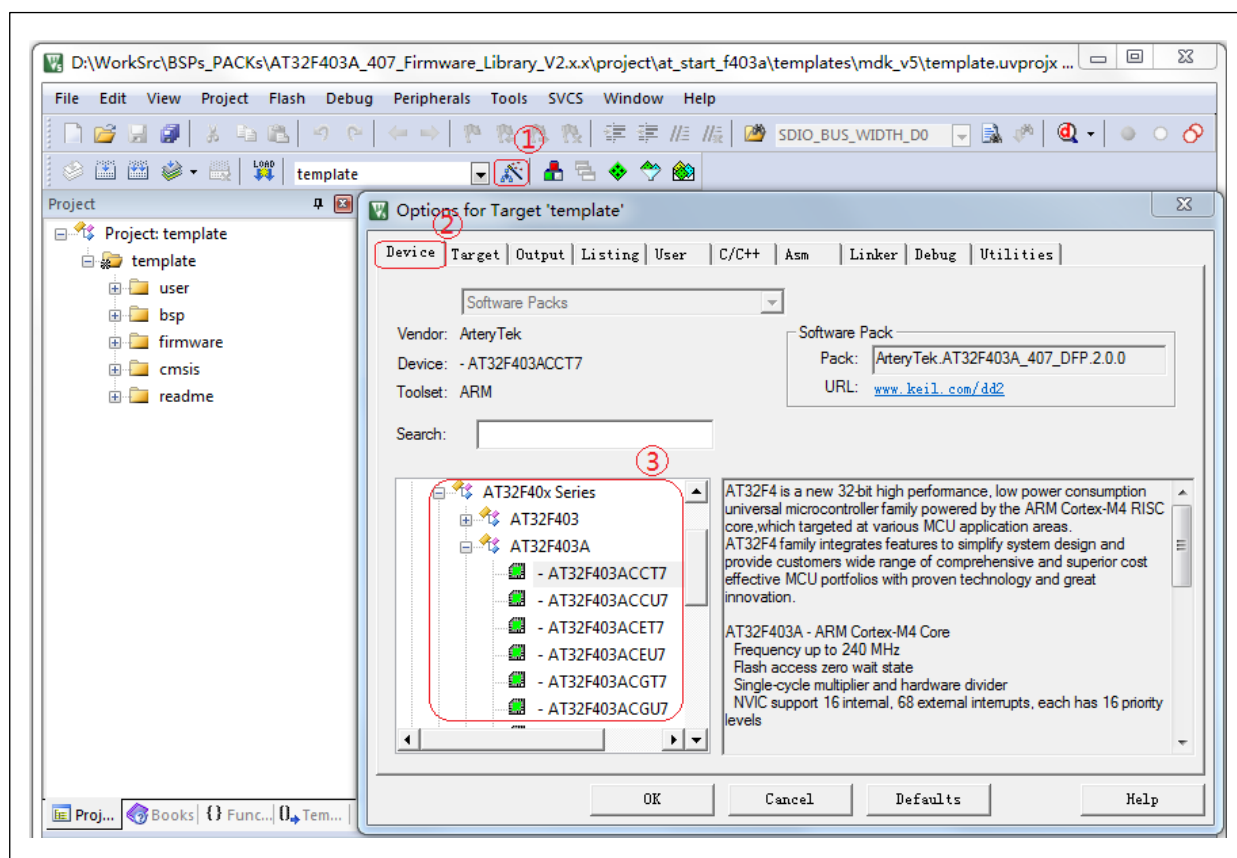 D:\WorkSrc\BSPs_PACKs\AT32F403A_407_Firmware_Library_V2.x.x\project\at_start_f403a\templates\mdk_v5\template.uvprojx ...
File Edit View Project Flash Debug Peripherals Tools SVCS Window Help
①
SDIO_BUS_WIDTH_D0
LOAD
template
Project
Project: template
template
user
bsp
firmware
cmsis
readme
Options for Target 'template'
②
Device Target Output Listing User C/C++ Asm Linker Debug Utilities
Software Packs
Vendor: ArteryTek
Device: - AT32F403ACCT7
Toolset: ARM
Software Pack
Pack: ArteryTek.AT32F403A_407_DFP.2.0.0
URL: www.keil.com/dd2
Search:
③
AT32F40x Series
AT32F403
AT32F403A
- AT32F403ACCT7
- AT32F403ACCU7
- AT32F403ACET7
- AT32F403ACEU7
- AT32F403ACGT7
- AT32F403ACGU7
AT32F4 is a new 32-bit high perfomance, low power consumption
universal microcontroller family powered by the ARM Cortex-M4 RISC
core,which targeted at various MCU application areas.
AT32F4 family integrates features to simplify system design and
provide customers wide range of comprehensive and superior cost
effective MCU portfolios with proven technology and great
innovation.
AT32F403A - ARM Cortex-M4 Core
Frequency up to 240 MHz
Flash access zero wait state
Single-cycle multiplier and hardware divider
NVIC support 16 internal, 68 external interrupts, each has 16 priority
levels
OK Cancel Defaults Help
Proj... Books {} Func... Tem...